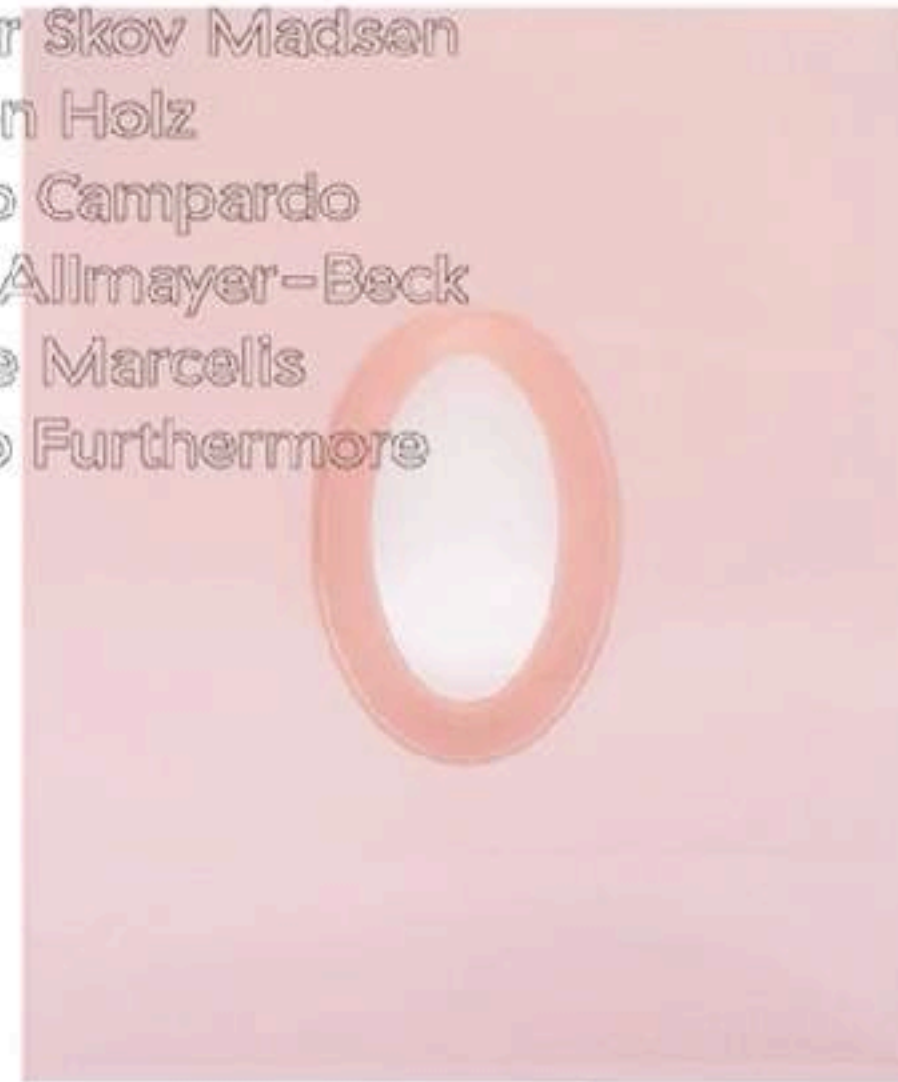 r Skov Madsen
n Holz
o Campardo
Allmayer-Beck
e Marcelis
o Furthermore